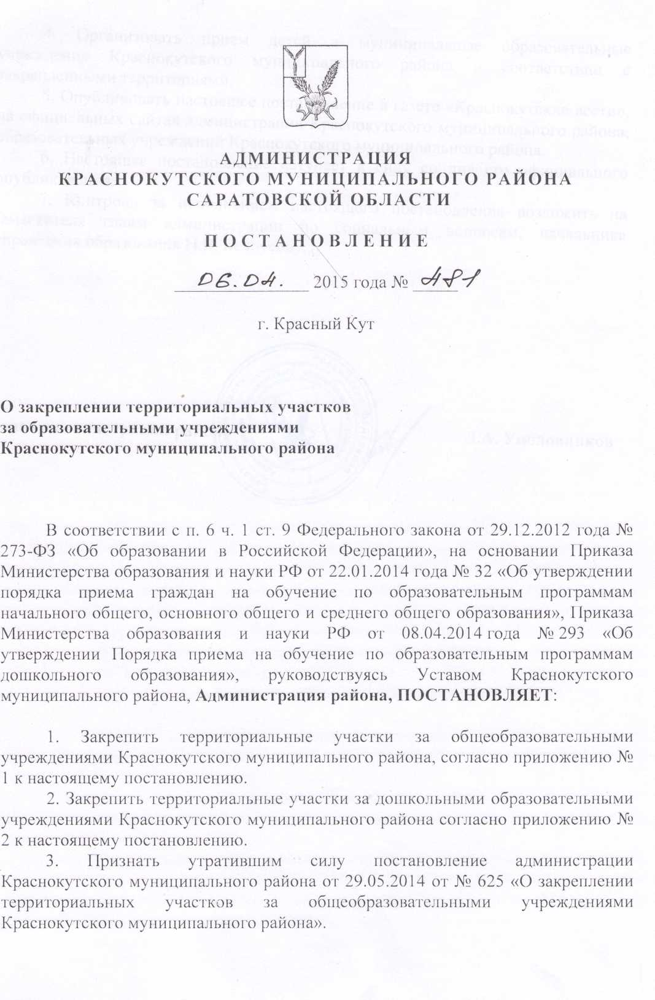 АДМИНИСТРАЦИЯ
КРАСНОКУТСКОГО МУНИЦИПАЛЬНОГО РАЙОНА
САРАТОВСКОЙ ОБЛАСТИ
ПОСТАНОВЛЕНИЕ
06.04. 2015 года № 481
г. Красный Кут
О закреплении территориальных участков
за образовательными учреждениями
Краснокутского муниципального района
В соответствии с п. 6 ч. 1 ст. 9 Федерального закона от 29.12.2012 года №
273-ФЗ «Об образовании в Российской Федерации», на основании Приказа
Министерства образования и науки РФ от 22.01.2014 года № 32 «Об утверждении
порядка приема граждан на обучение по образовательным программам
начального общего, основного общего и среднего общего образования», Приказа
Министерства образования и науки РФ от 08.04.2014 года № 293 «Об
утверждении Порядка приема на обучение по образовательным программам
дошкольного образования», руководствуясь Уставом Краснокутского
муниципального района, Администрация района, ПОСТАНОВЛЯЕТ:
1. Закрепить территориальные участки за общеобразовательными
учреждениями Краснокутского муниципального района, согласно приложению №
1 к настоящему постановлению.
2. Закрепить территориальные участки за дошкольными образовательными
учреждениями Краснокутского муниципального района согласно приложению №
2 к настоящему постановлению.
3. Признать утратившим силу постановление администрации
Краснокутского муниципального района от 29.05.2014 от № 625 «О закреплении
территориальных участков за общеобразовательными учреждениями
Краснокутского муниципального района».